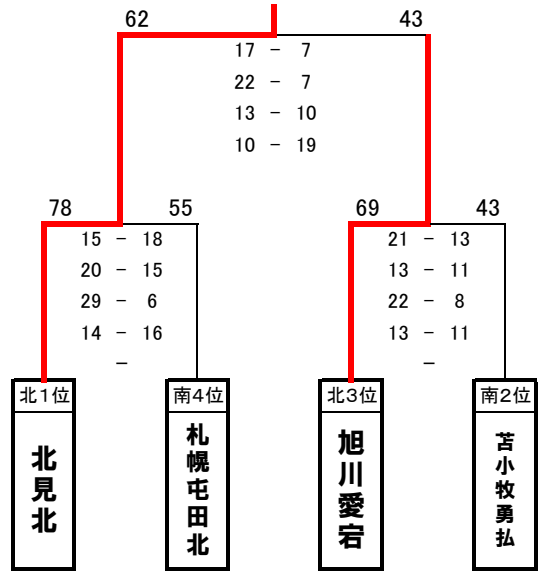 62 43
17 - 7
22 - 7
13 - 10
10 - 19
78 55 69 43
15 - 18 21 - 13
20 - 15 13 - 11
29 - 6 22 - 8
14 - 16 13 - 11
- -
北1位 南4位 北3位 南2位
北見北
札幌屯田北
旭川愛宕
苫小牧勇払